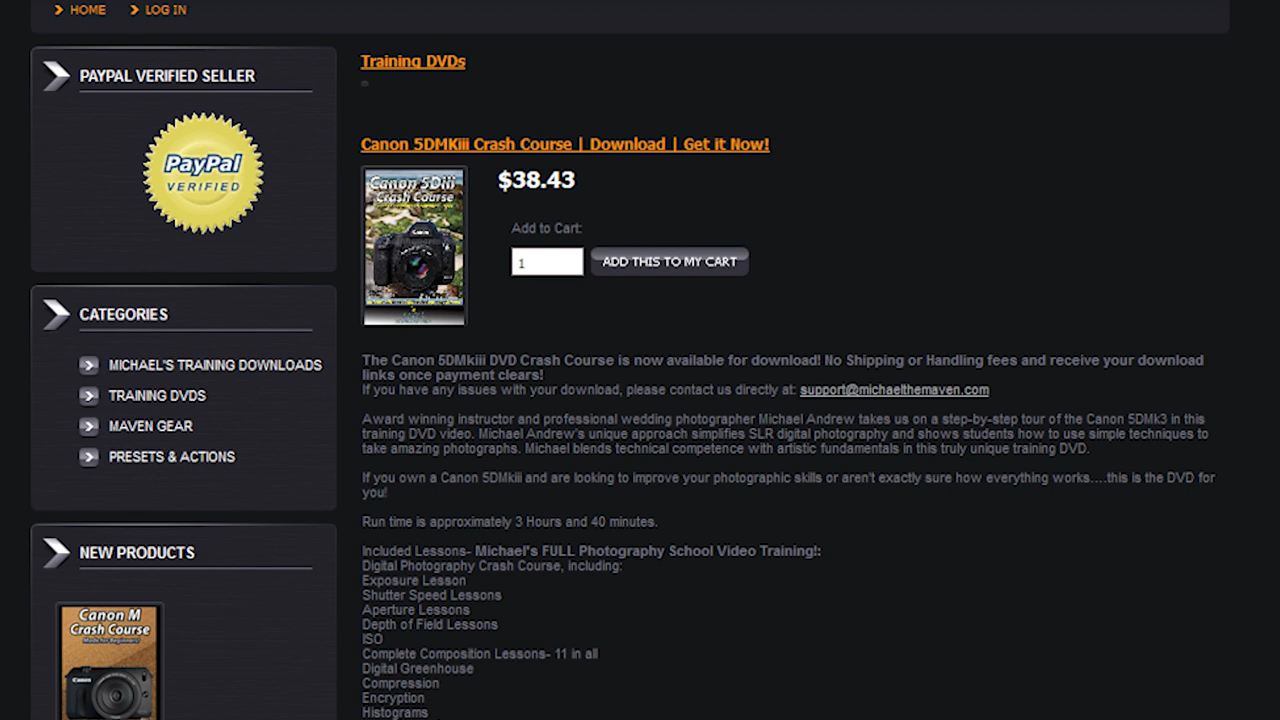 HOME
LOG IN
PAYPAL VERIFIED SELLER
PayPal
VERIFIED
CATEGORIES
MICHAEL'S TRAINING DOWNLOADS
TRAINING DVDS
MAVEN GEAR
PRESETS & ACTIONS
NEW PRODUCTS
Canon M
Crash Course
Made for Beginners!
Canon
Training DVDs
Canon 5DMKiii Crash Course | Download | Get it Now!
Canon 5Diii
Crash Course
Canon
$38.43
Add to Cart:
1
ADD THIS TO MY CART
The Canon 5DMkiii DVD Crash Course is now available for download! No Shipping or Handling fees and receive your download
links once payment clears!
If you have any issues with your download, please contact us directly at: support@michaelthemaven.com
Award winning instructor and professional wedding photographer Michael Andrew takes us on a step-by-step tour of the Canon 5DMk3 in this
training DVD video. Michael Andrew's unique approach simplifies SLR digital photography and shows students how to use simple techniques to
take amazing photographs. Michael blends technical competence with artistic fundamentals in this truly unique training DVD.
If you own a Canon 5DMkiii and are looking to improve your photographic skills or aren't exactly sure how everything works....this is the DVD for
you!
Run time is approximately 3 Hours and 40 minutes.
Included Lessons- Michael's FULL Photography School Video Training!:
Digital Photography Crash Course, including:
Exposure Lesson
Shutter Speed Lessons
Aperture Lessons
Depth of Field Lessons
ISO
Complete Composition Lessons- 11 in all
Digital Greenhouse
Compression
Encryption
Histograms